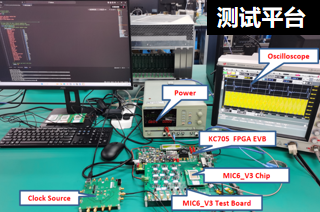 测试平台
Oscilloscope
Power
KC705 FPGA EVB
MIC6_V3 Chip
MIC6_V3 Test Board
Clock Source